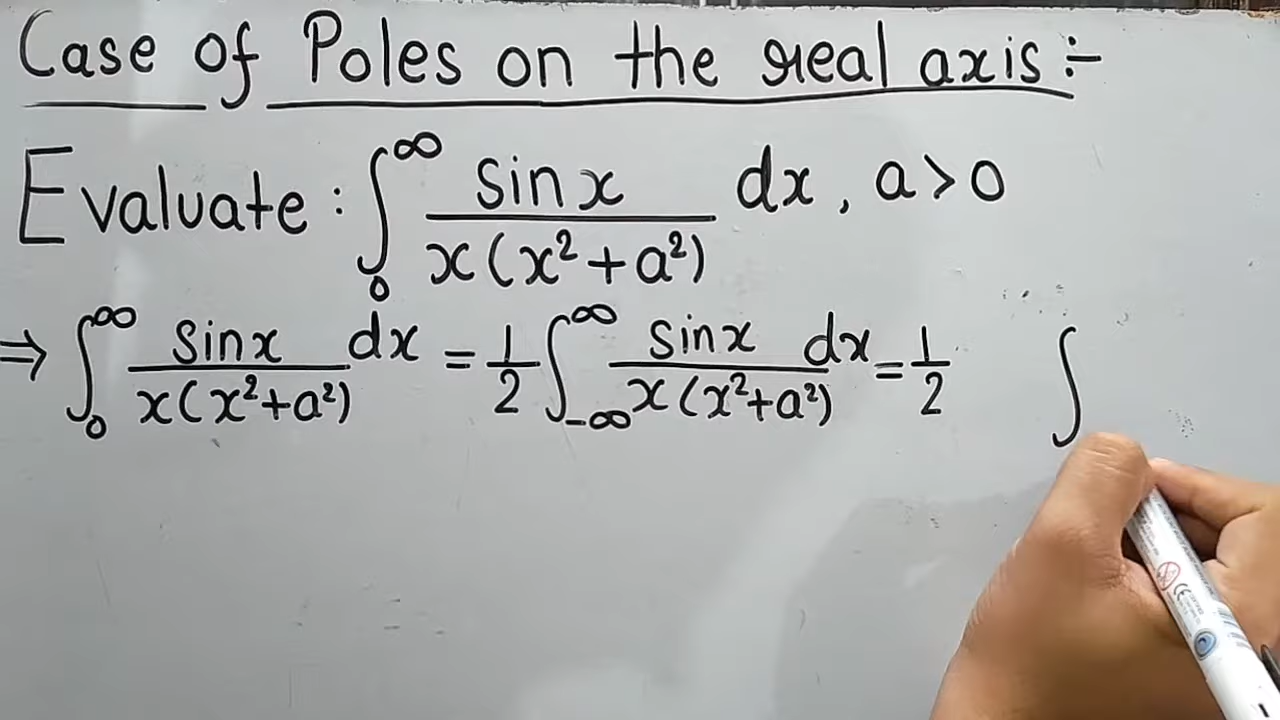 Case of Poles on the real axis :-
Evaluate : ∫₀^∞ sin x / x(x² + a²) dx , a > 0
⇒ ∫₀^∞ sin x / x(x² + a²) dx = 1/2 ∫₋∞^∞ sin x / x(x² + a²) dx = 1/2 ∫